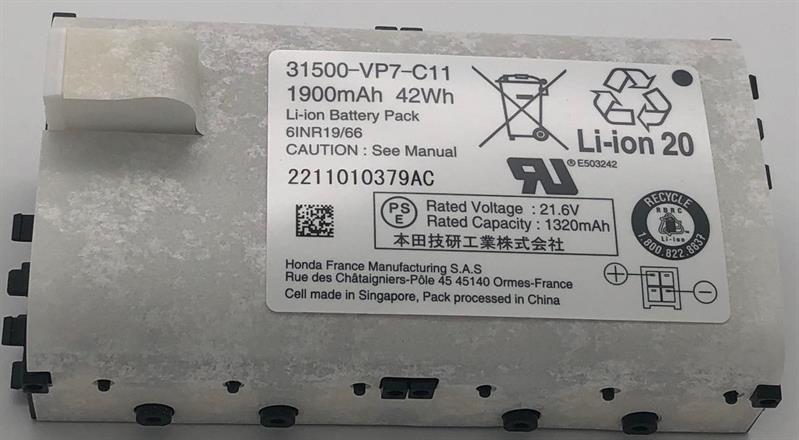 31500-VP7-C11
1900mAh 42Wh
Li-ion Battery Pack
6INR19/66
CAUTION : See Manual
2211010379AC
Li-ion 20
E503242
PS
E
Rated Voltage : 21.6V
Rated Capacity : 1320mAh
本田技研工業株式会社
RECYCLE
RBRC
Li-ion
1.800.822.8837
Honda France Manufacturing S.A.S
Rue des Châtaigniers-Pôle 45 45140 Ormes-France
Cell made in Singapore, Pack processed in China